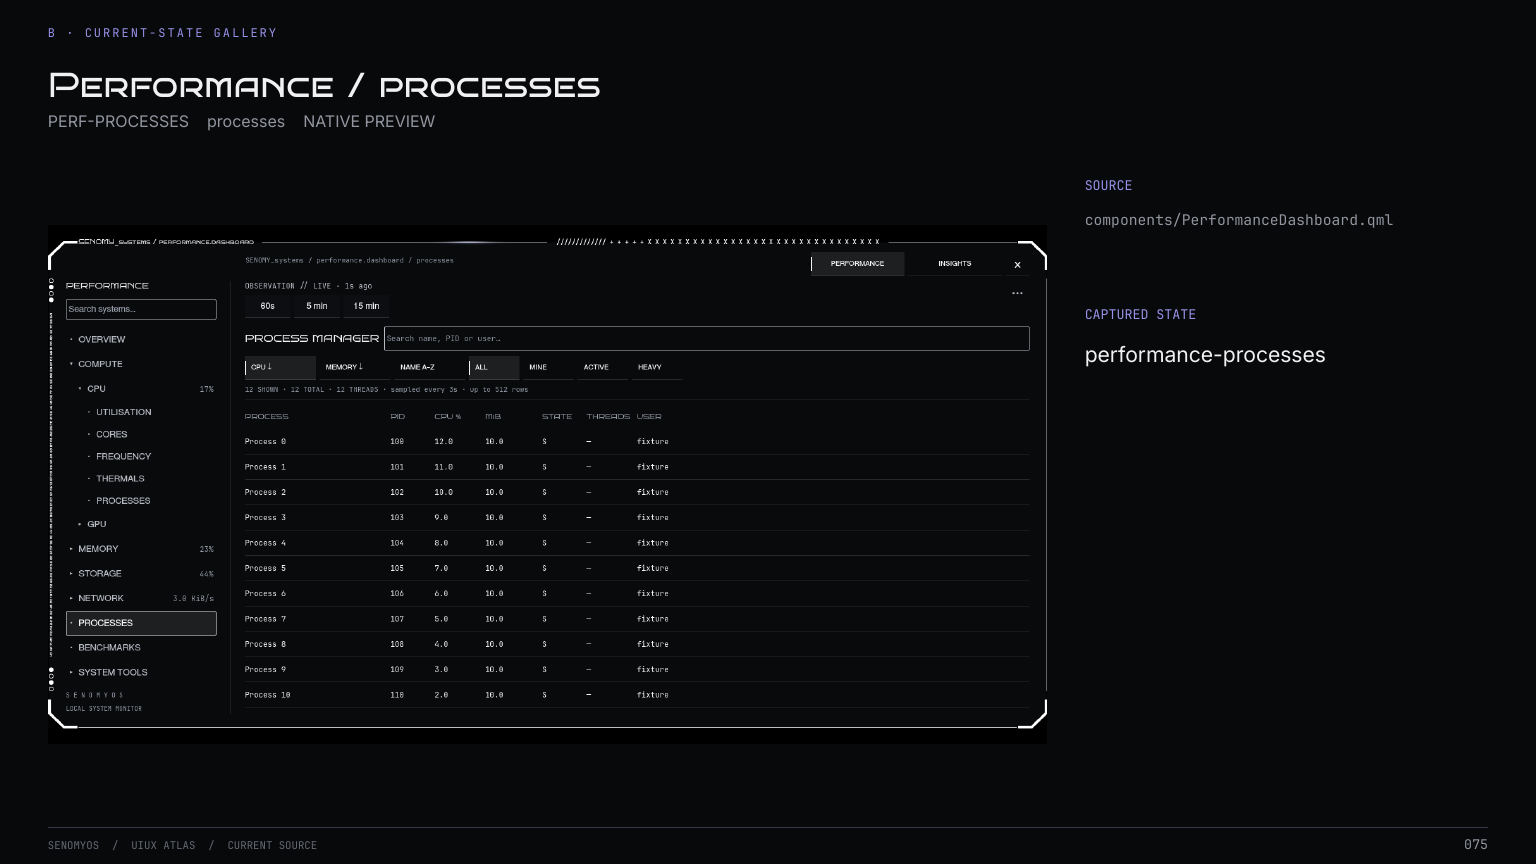 B · CURRENT-STATE GALLERY
Performance / processes
PERF-PROCESSES processes NATIVE PREVIEW
SOURCE
components/PerformanceDashboard.qml
CAPTURED STATE
performance-processes
SENOMY_systems / performance.dashboard
///////////// + + + + + X X X X X X X X X X X X X X X X X X X X X X X X X X X X X X X
SENOMY_systems / performance.dashboard / processes
PERFORMANCE INSIGHTS ×
PERFORMANCE
Search systems…
OVERVIEW
COMPUTE
CPU 17%
UTILISATION
CORES
FREQUENCY
THERMALS
PROCESSES
GPU
MEMORY 23%
STORAGE 44%
NETWORK 3.0 KiB/s
PROCESSES
BENCHMARKS
SYSTEM TOOLS
SENOMYOS
LOCAL SYSTEM MONITOR
OBSERVATION // LIVE · 1s ago
60s 5 min 15 min
PROCESS MANAGER Search name, PID or user…
CPU ↓ MEMORY ↓ NAME A–Z ALL MINE ACTIVE HEAVY
12 SHOWN · 12 TOTAL · 12 THREADS · sampled every 3s · up to 512 rows
PROCESS PID CPU % MiB STATE THREADS USER
Process 0 100 12.0 10.0 S — fixture
Process 1 101 11.0 10.0 S — fixture
Process 2 102 10.0 10.0 S — fixture
Process 3 103 9.0 10.0 S — fixture
Process 4 104 8.0 10.0 S — fixture
Process 5 105 7.0 10.0 S — fixture
Process 6 106 6.0 10.0 S — fixture
Process 7 107 5.0 10.0 S — fixture
Process 8 108 4.0 10.0 S — fixture
Process 9 109 3.0 10.0 S — fixture
Process 10 110 2.0 10.0 S — fixture
SENOMYOS / UIUX ATLAS / CURRENT SOURCE
075